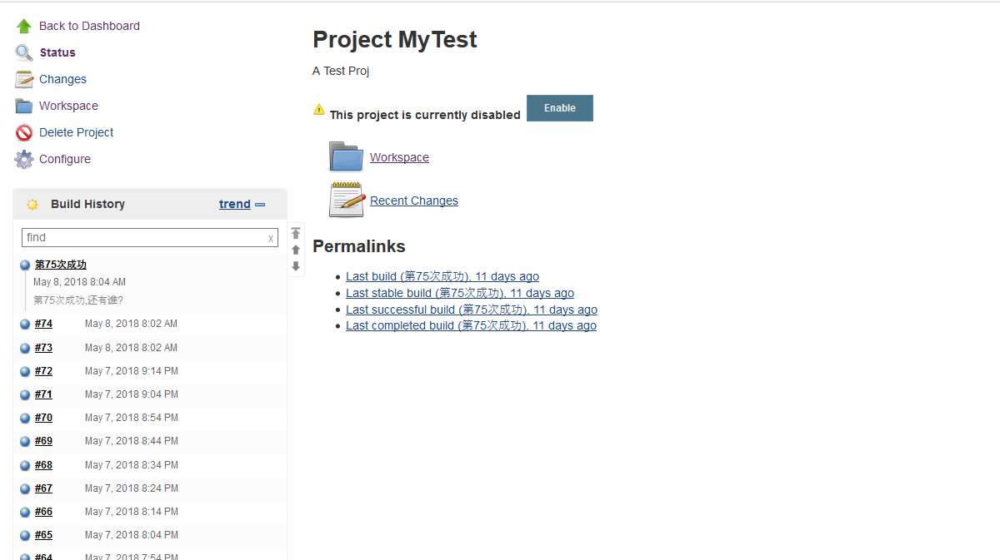 Back to Dashboard
Status
Changes
Workspace
Delete Project
Configure
Build History trend
find x
第75次成功
May 8, 2018 8:04 AM
第75次成功,还有谁?
#74 May 8, 2018 8:02 AM
#73 May 8, 2018 8:02 AM
#72 May 7, 2018 9:14 PM
#71 May 7, 2018 9:04 PM
#70 May 7, 2018 8:54 PM
#69 May 7, 2018 8:44 PM
#68 May 7, 2018 8:34 PM
#67 May 7, 2018 8:24 PM
#66 May 7, 2018 8:14 PM
#65 May 7, 2018 8:04 PM
#64 May 7, 2018 7:54 PM
Project MyTest
A Test Proj
This project is currently disabled Enable
Workspace
Recent Changes
Permalinks
Last build (第75次成功), 11 days ago
Last stable build (第75次成功), 11 days ago
Last successful build (第75次成功), 11 days ago
Last completed build (第75次成功), 11 days ago